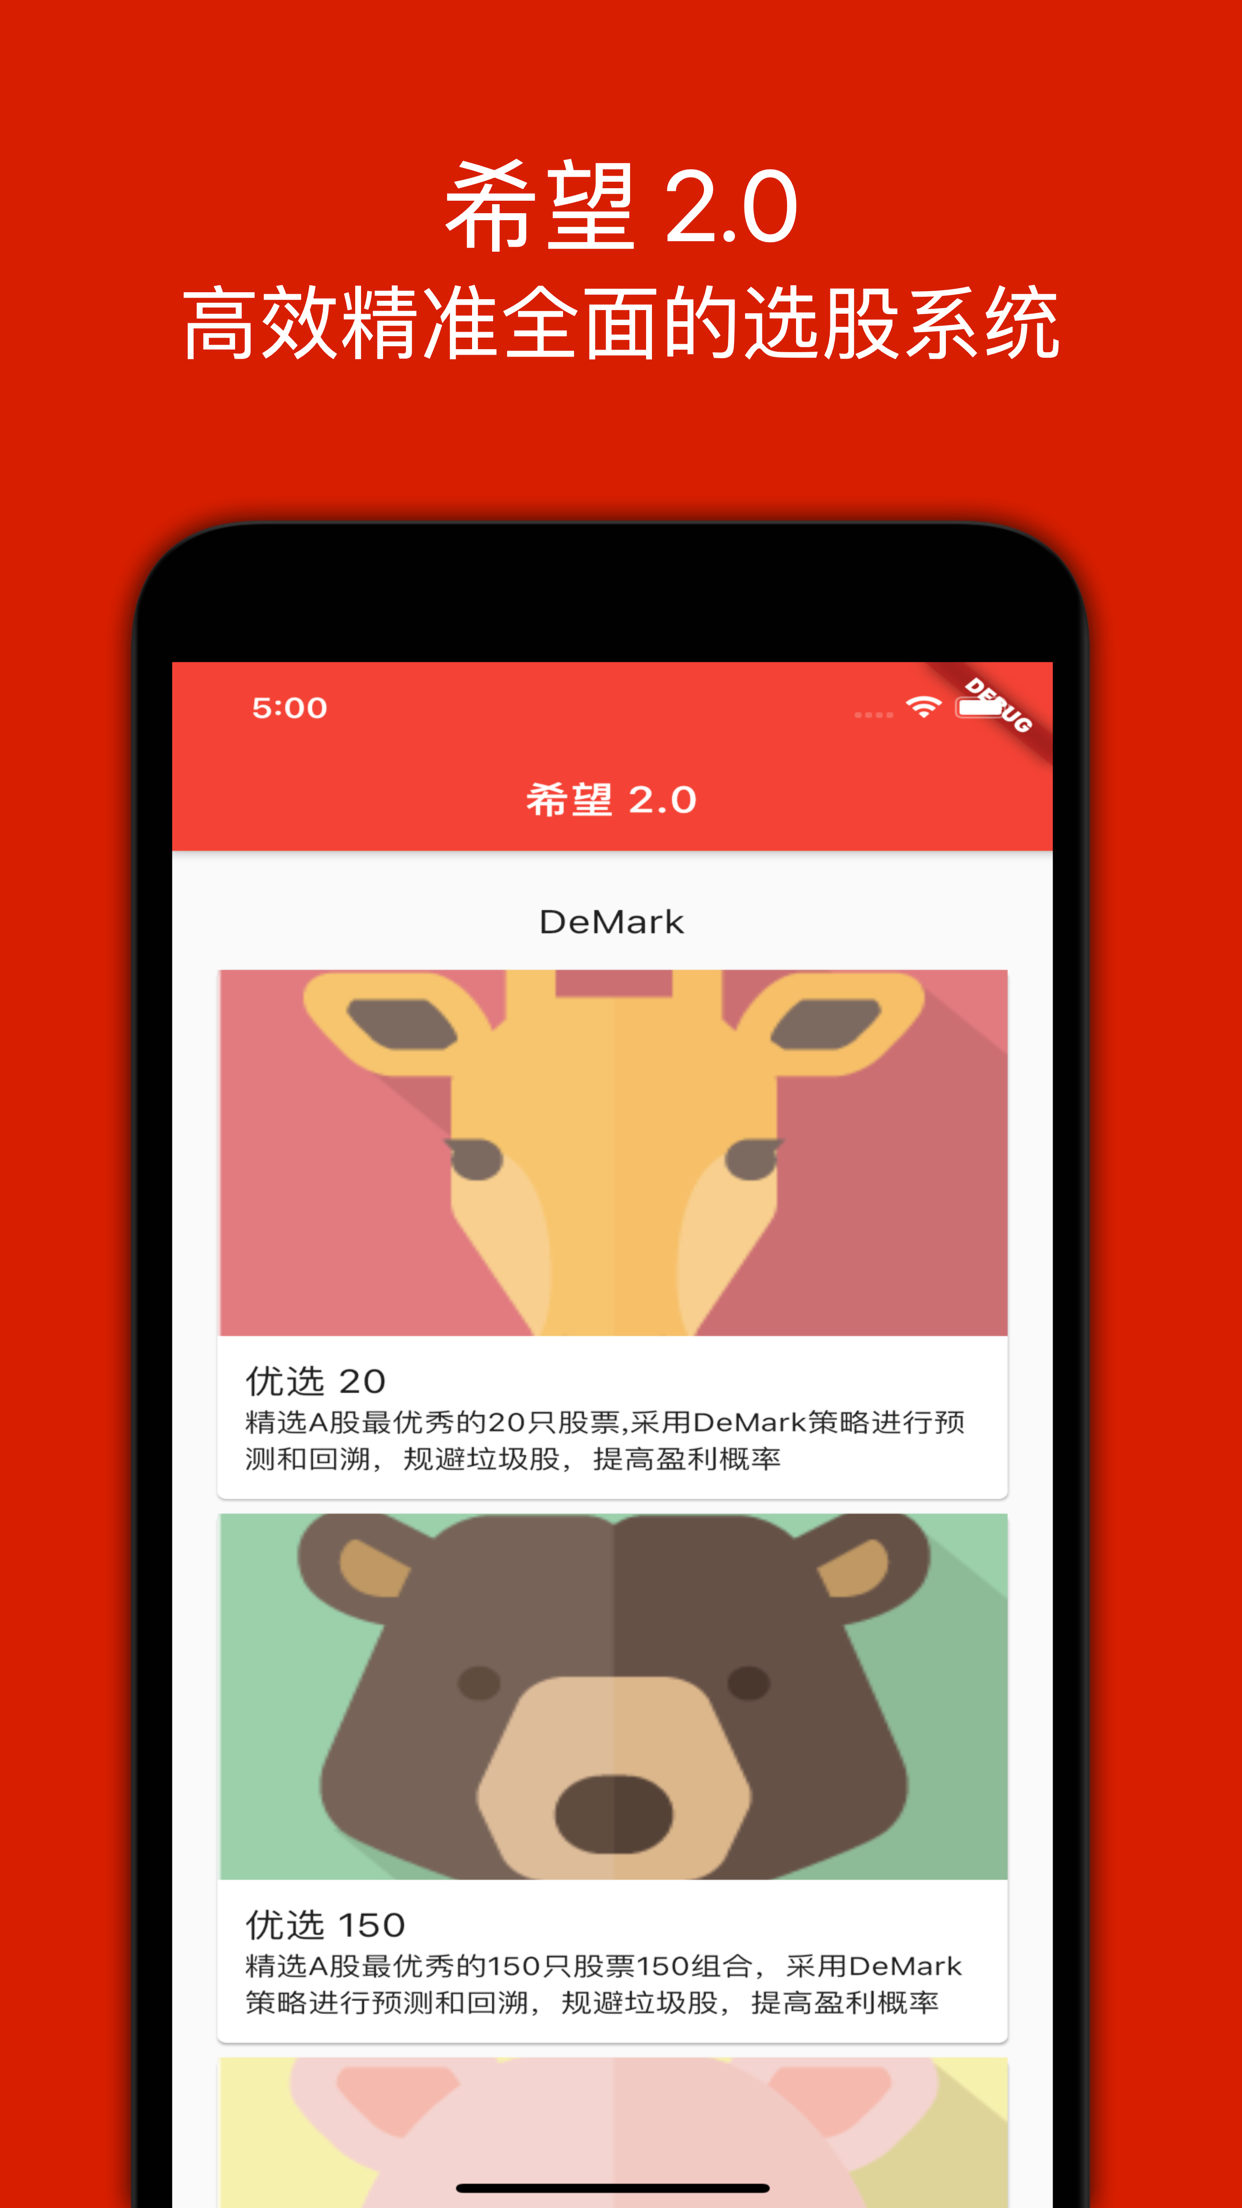 希望 2.0
高效精准全面的选股系统
5:00
DEBUG
希望 2.0
DeMark
优选 20
精选A股最优秀的20只股票,采用DeMark策略进行预
测和回溯，规避垃圾股，提高盈利概率
优选 150
精选A股最优秀的150只股票150组合，采用DeMark
策略进行预测和回溯，规避垃圾股，提高盈利概率